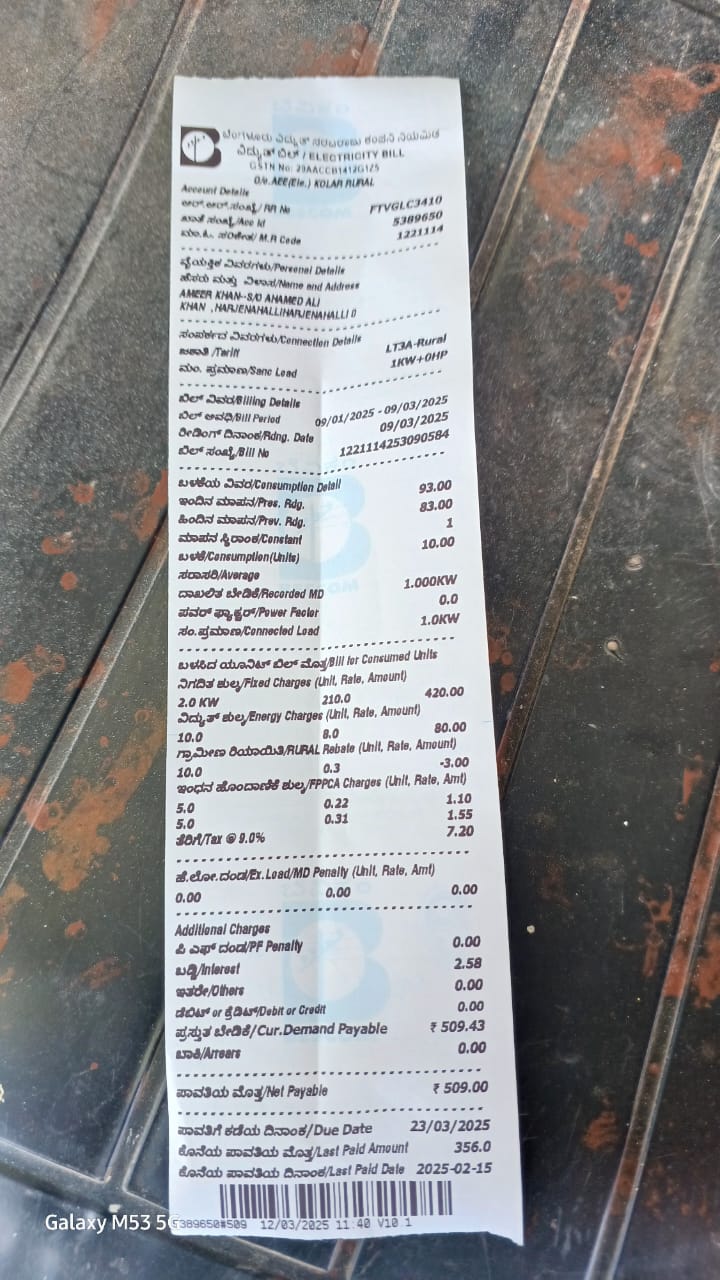 ಬೆಂಗಳೂರು ವಿದ್ಯುತ್ ಸರಬರಾಜು ಕಂಪನಿ ನಿಯಮಿತ
ವಿದ್ಯುತ್ ಬಿಲ್ / ELECTRICITY BILL
GSTN No: 29AACCB1412G1Z5
O/o.AEE(Ele.) KOLAR RURAL
Account Details
ಆರ್.ಆರ್.ಸಂಖ್ಯೆ/ RR No FTVGLC3410
ಖಾತೆ ಸಂಖ್ಯೆ/Acc Id 5389650
ಮಾ.ಓ. ಸಂಕೇತ/ M.R Code 1221114
ವೈಯಕ್ತಿಕ ವಿವರಗಳು/Personal Details
ಹೆಸರು ಮತ್ತು ವಿಳಾಸ/Name and Address
AMEER KHAN--S/O AHAMED ALI
KHAN ,HARJENAHALLIHARJENAHALLI 0
ಸಂಪರ್ಕದ ವಿವರಗಳು/Connection Details
ಜಕಾತಿ /Tariff LT3A-Rural
ಮಂ. ಪ್ರಮಾಣ/Sanc Load 1KW+0HP
ಬಿಲ್ ವಿವರ/Billing Details
ಬಿಲ್ ಅವಧಿ/Bill Period 09/01/2025 - 09/03/2025
ರೀಡಿಂಗ್ ದಿನಾಂಕ/Rdng. Date 09/03/2025
ಬಿಲ್ ಸಂಖ್ಯೆ/Bill No 1221114253090584
ಬಳಕೆಯ ವಿವರ/Consumption Detail
ಇಂದಿನ ಮಾಪನ/Pres. Rdg. 93.00
ಹಿಂದಿನ ಮಾಪನ/Prev. Rdg. 83.00
ಮಾಪನ ಸ್ಥಿರಾಂಕ/Constant 1
ಬಳಕೆ/Consumption(Units) 10.00
ಸರಾಸರಿ/Average
ದಾಖಲಿತ ಬೇಡಿಕೆ/Recorded MD 1.000KW
ಪವರ್ ಫ್ಯಾಕ್ಟರ್/Power Factor 0.0
ಸಂ.ಪ್ರಮಾಣ/Connected Load 1.0KW
ಬಳಸಿದ ಯೂನಿಟ್ ಬಿಲ್ ಮೊತ್ತ/Bill for Consumed Units
ನಿಗದಿತ ಶುಲ್ಕ/Fixed Charges (Unit, Rate, Amount)
2.0 KW 210.0 420.00
ವಿದ್ಯುತ್ ಶುಲ್ಕ/Energy Charges (Unit, Rate, Amount)
10.0 8.0 80.00
ಗ್ರಾಮೀಣ ರಿಯಾಯಿತಿ/RURAL Rebate (Unit, Rate, Amount)
10.0 0.3 -3.00
ಇಂಧನ ಹೊಂದಾಣಿಕೆ ಶುಲ್ಕ/FPPCA Charges (Unit, Rate, Amt)
5.0 0.22 1.10
5.0 0.31 1.55
ತೆರಿಗೆ/Tax @ 9.0% 7.20
ಹೆ.ಲೋ.ದಂಡ/Ex.Load/MD Penalty (Unit, Rate, Amt)
0.00 0.00 0.00
Additional Charges
ಪಿ ಎಫ್ ದಂಡ/PF Penalty 0.00
ಬಡ್ಡಿ/Interest 2.58
ಇತರೇ/Others 0.00
ಡೆಬಿಟ್ or ಕ್ರೆಡಿಟ್/Debit or Credit 0.00
ಪ್ರಸ್ತುತ ಬೇಡಿಕೆ/Cur.Demand Payable ₹ 509.43
ಬಾಕಿ/Arrears 0.00
ಪಾವತಿಯ ಮೊತ್ತ/Net Payable ₹ 509.00
ಪಾವತಿಗೆ ಕಡೆಯ ದಿನಾಂಕ/Due Date 23/03/2025
ಕೊನೆಯ ಪಾವತಿಯ ಮೊತ್ತ/Last Paid Amount 356.0
ಕೊನೆಯ ಪಾವತಿಯ ದಿನಾಂಕ/Last Paid Date 2025-02-15
5389650#509 12/03/2025 11:40 V10.1
Galaxy M53 5G